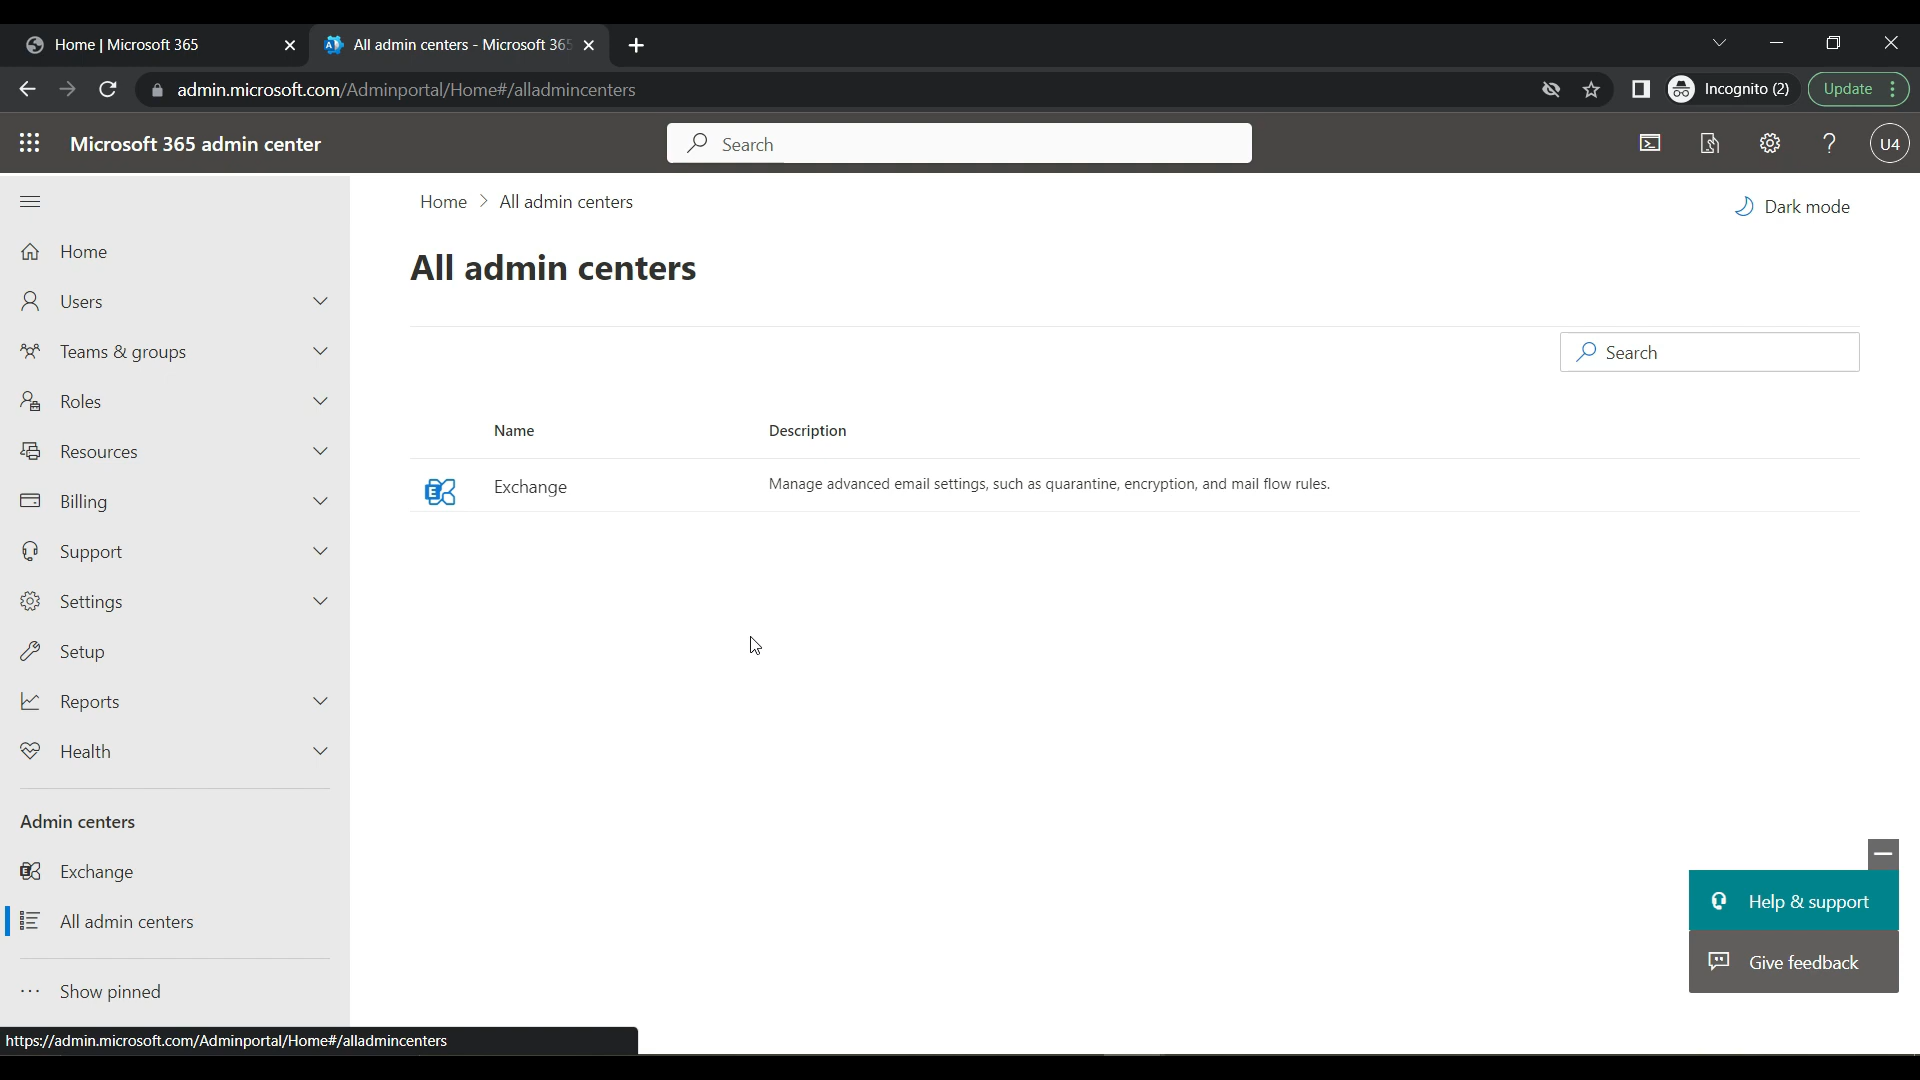 Home | Microsoft 365
All admin centers - Microsoft 365
admin.microsoft.com/Adminportal/Home#/alladmincenters
Incognito (2)
Update
Microsoft 365 admin center
Search
U4
Home > All admin centers
Dark mode
All admin centers
Search
Name Description
Exchange Manage advanced email settings, such as quarantine, encryption, and mail flow rules.
Home
Users
Teams & groups
Roles
Resources
Billing
Support
Settings
Setup
Reports
Health
Admin centers
Exchange
All admin centers
Show pinned
Help & support
Give feedback
https://admin.microsoft.com/Adminportal/Home#/alladmincenters